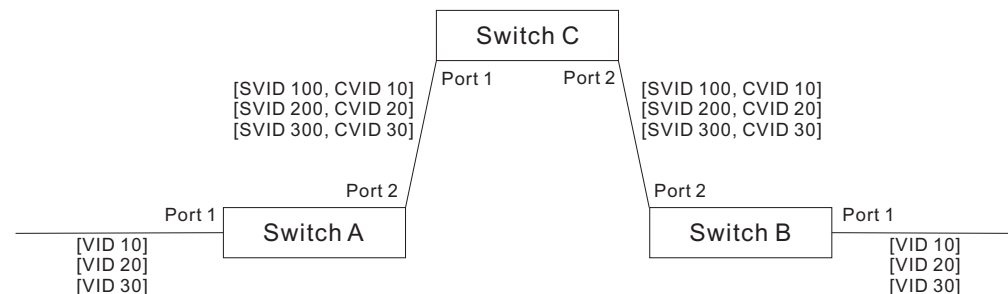 Switch C
Port 1
Port 2
[SVID 100, CVID 10]
[SVID 200, CVID 20]
[SVID 300, CVID 30]
[SVID 100, CVID 10]
[SVID 200, CVID 20]
[SVID 300, CVID 30]
Port 2
Port 2
Port 1
Switch A
Switch B
Port 1
[VID 10]
[VID 20]
[VID 30]
[VID 10]
[VID 20]
[VID 30]